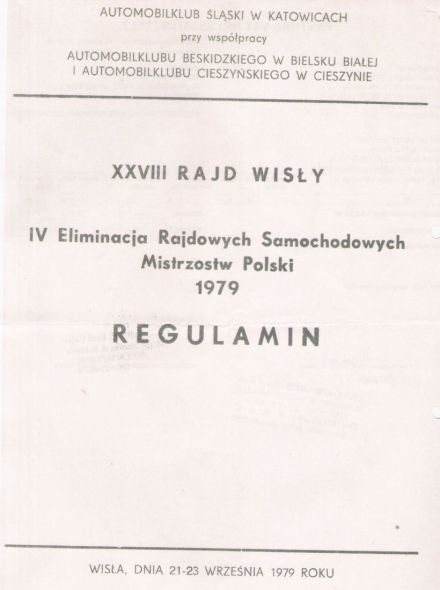 AUTOMOBILKLUB ŚLĄSKI W KATOWICACH
przy współpracy
AUTOMOBILKLUBU BESKIDZKIEGO W BIELSKU BIAŁEJ
I AUTOMOBILKLUBU CIESZYŃSKIEGO W CIESZYNIE
XXVIII RAJD WISŁY
IV Eliminacja Rajdowych Samochodowych
Mistrzostw Polski
1979
REGULAMIN
WISŁA, DNIA 21-23 WRZEŚNIA 1979 ROKU